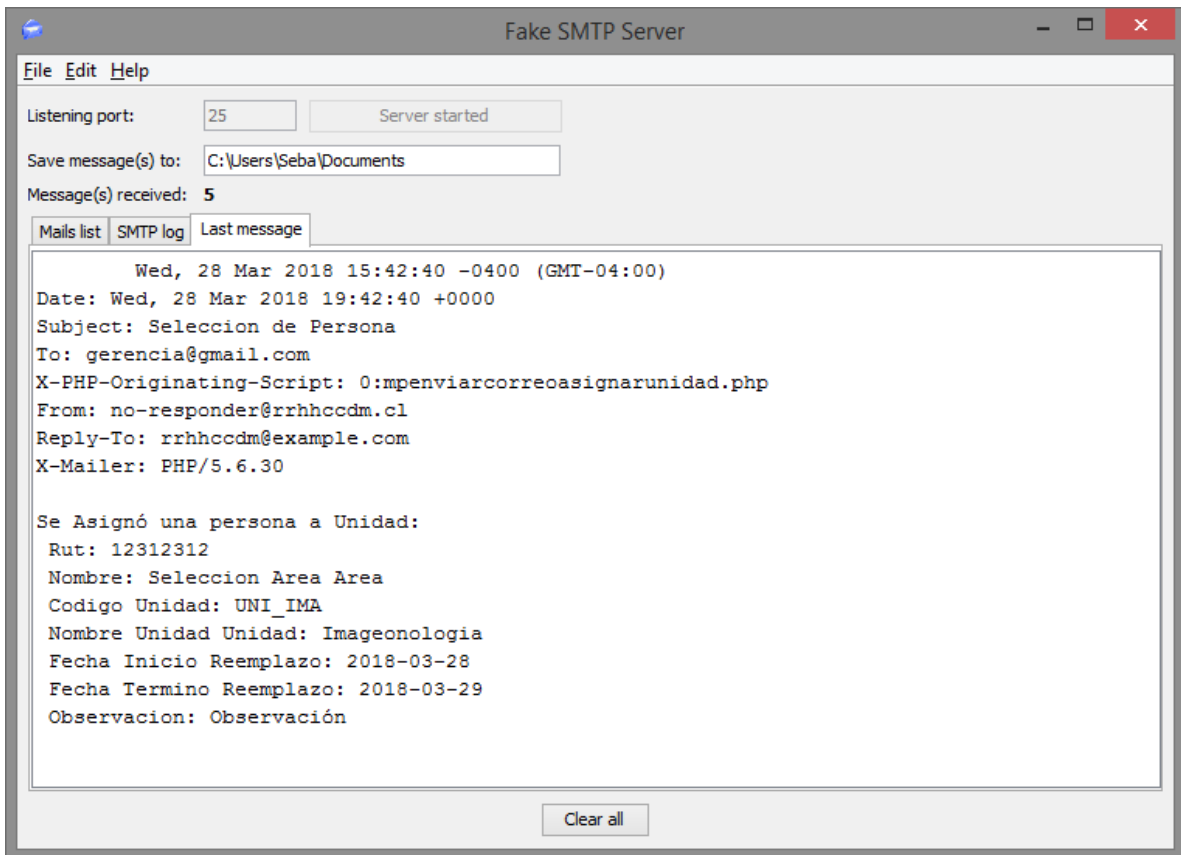 Fake SMTP Server
File Edit Help
Listening port: 25 Server started
Save message(s) to: C:\Users\Seba\Documents
Message(s) received: 5
Mails list SMTP log Last message
Wed, 28 Mar 2018 15:42:40 -0400 (GMT-04:00)
Date: Wed, 28 Mar 2018 19:42:40 +0000
Subject: Seleccion de Persona
To: gerencia@gmail.com
X-PHP-Originating-Script: 0:mpenviarcorreoasignarunidad.php
From: no-responder@rrhhccdm.cl
Reply-To: rrhhccdm@example.com
X-Mailer: PHP/5.6.30
Se Asignó una persona a Unidad:
Rut: 12312312
Nombre: Seleccion Area Area
Codigo Unidad: UNI_IMA
Nombre Unidad Unidad: Imageonologia
Fecha Inicio Reemplazo: 2018-03-28
Fecha Termino Reemplazo: 2018-03-29
Observacion: Observación
Clear all